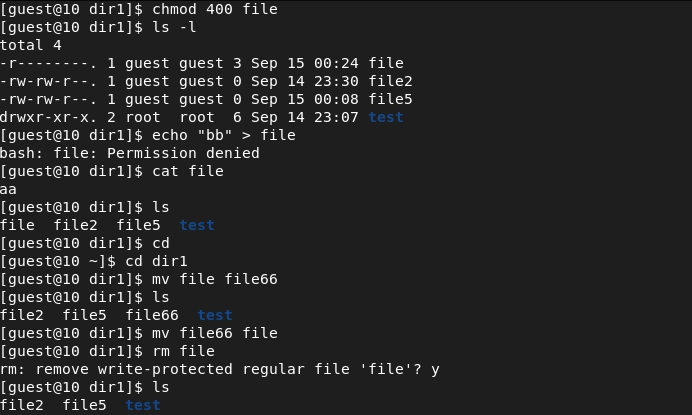 [guest@10 dir1]$ chmod 400 file
[guest@10 dir1]$ ls -l
total 4
-r--------. 1 guest guest 3 Sep 15 00:24 file
-rw-rw-r--. 1 guest guest 0 Sep 14 23:30 file2
-rw-rw-r--. 1 guest guest 0 Sep 15 00:08 file5
drwxr-xr-x. 2 root  root  6 Sep 14 23:07 test
[guest@10 dir1]$ echo "bb" > file
bash: file: Permission denied
[guest@10 dir1]$ cat file
aa
[guest@10 dir1]$ ls
file  file2  file5  test
[guest@10 dir1]$ cd
[guest@10 ~]$ cd dir1
[guest@10 dir1]$ mv file file66
[guest@10 dir1]$ ls
file2  file5  file66  test
[guest@10 dir1]$ mv file66 file
[guest@10 dir1]$ rm file
rm: remove write-protected regular file 'file'? y
[guest@10 dir1]$ ls
file2  file5  test